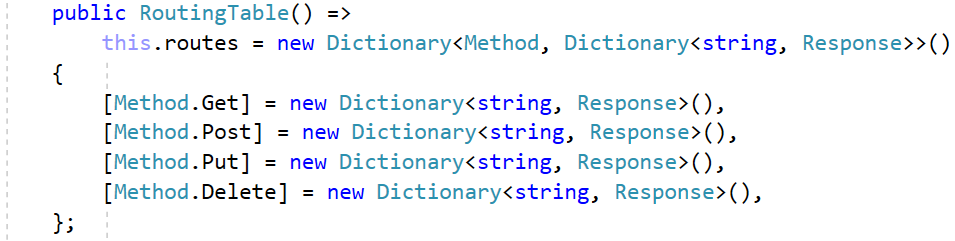 public RoutingTable() =>
this.routes = new Dictionary<Method, Dictionary<string, Response>>()
{
[Method.Get] = new Dictionary<string, Response>(),
[Method.Post] = new Dictionary<string, Response>(),
[Method.Put] = new Dictionary<string, Response>(),
[Method.Delete] = new Dictionary<string, Response>(),
};